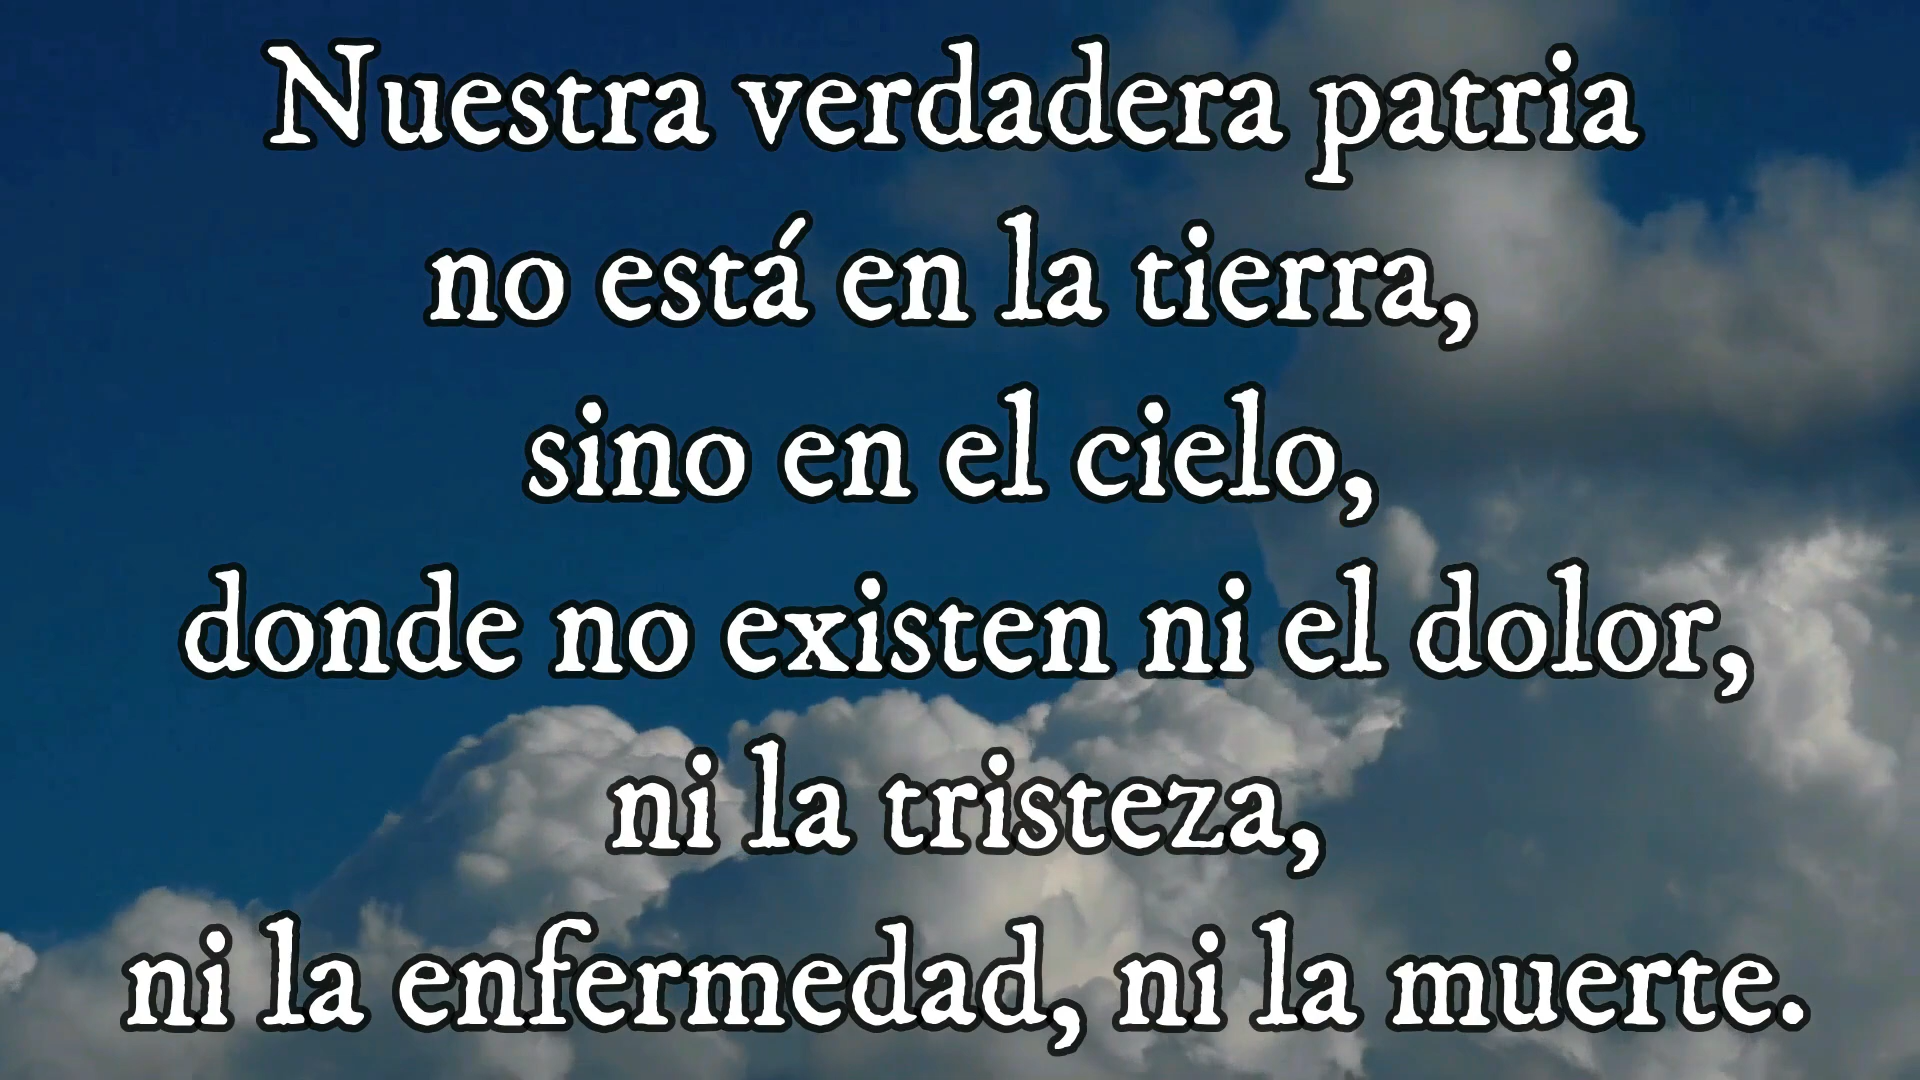 Nuestra verdadera patria
no está en la tierra,
sino en el cielo,
donde no existen ni el dolor,
ni la tristeza,
ni la enfermedad, ni la muerte.